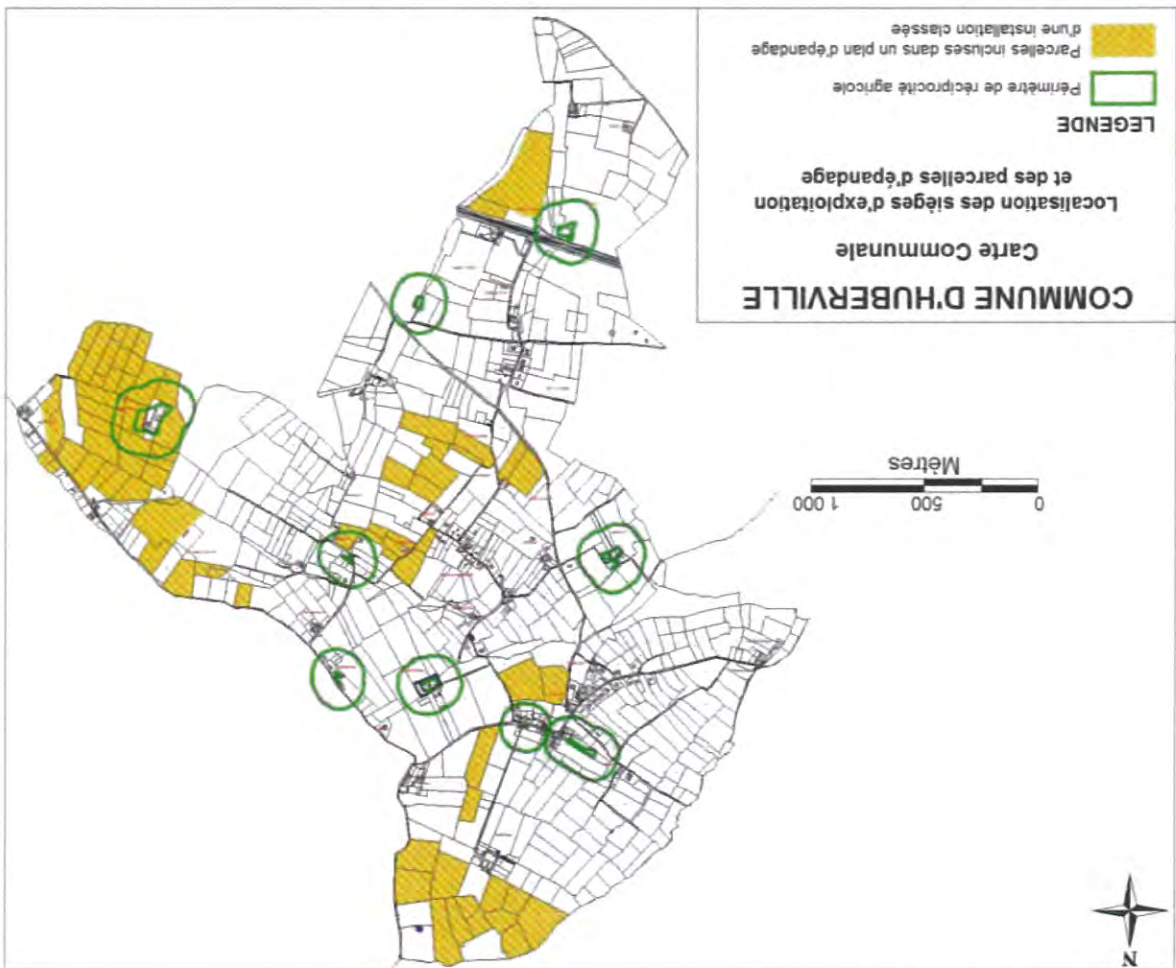 COMMUNE D'HUBERVILLE
Carte Communale
Localisation des sièges d'exploitation
et des parcelles d'épandage
LEGENDE
Périmètre de réciprocité agricole
Parcelles incluses dans un plan d'épandage
d'une installation classée
0 500 1 000
Mètres
N